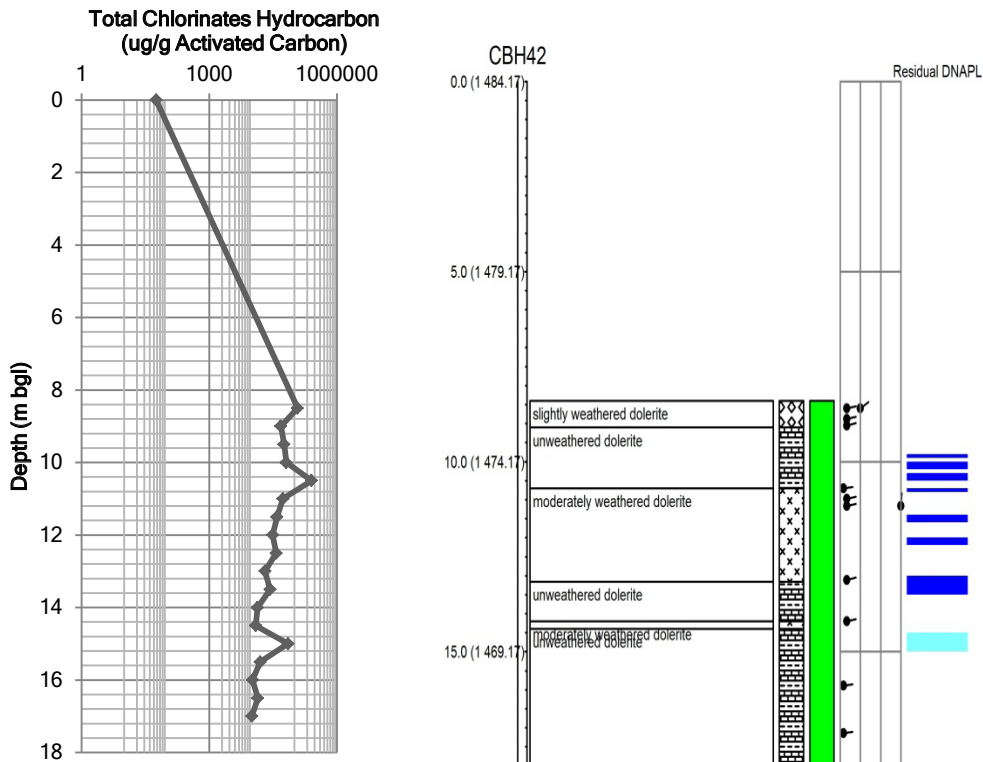 Total Chlorinates Hydrocarbon
(ug/g Activated Carbon)
1 1000 1000000
0
2
4
6
8
10
12
14
16
18
Depth (m bgl)
CBH42
Residual DNAPL
0.0 (1 484.17)
5.0 (1 479.17)
10.0 (1 474.17)
15.0 (1 469.17)
slightly weathered dolerite
unweathered dolerite
moderately weathered dolerite
unweathered dolerite
moderately weathered dolerite
unweathered dolerite